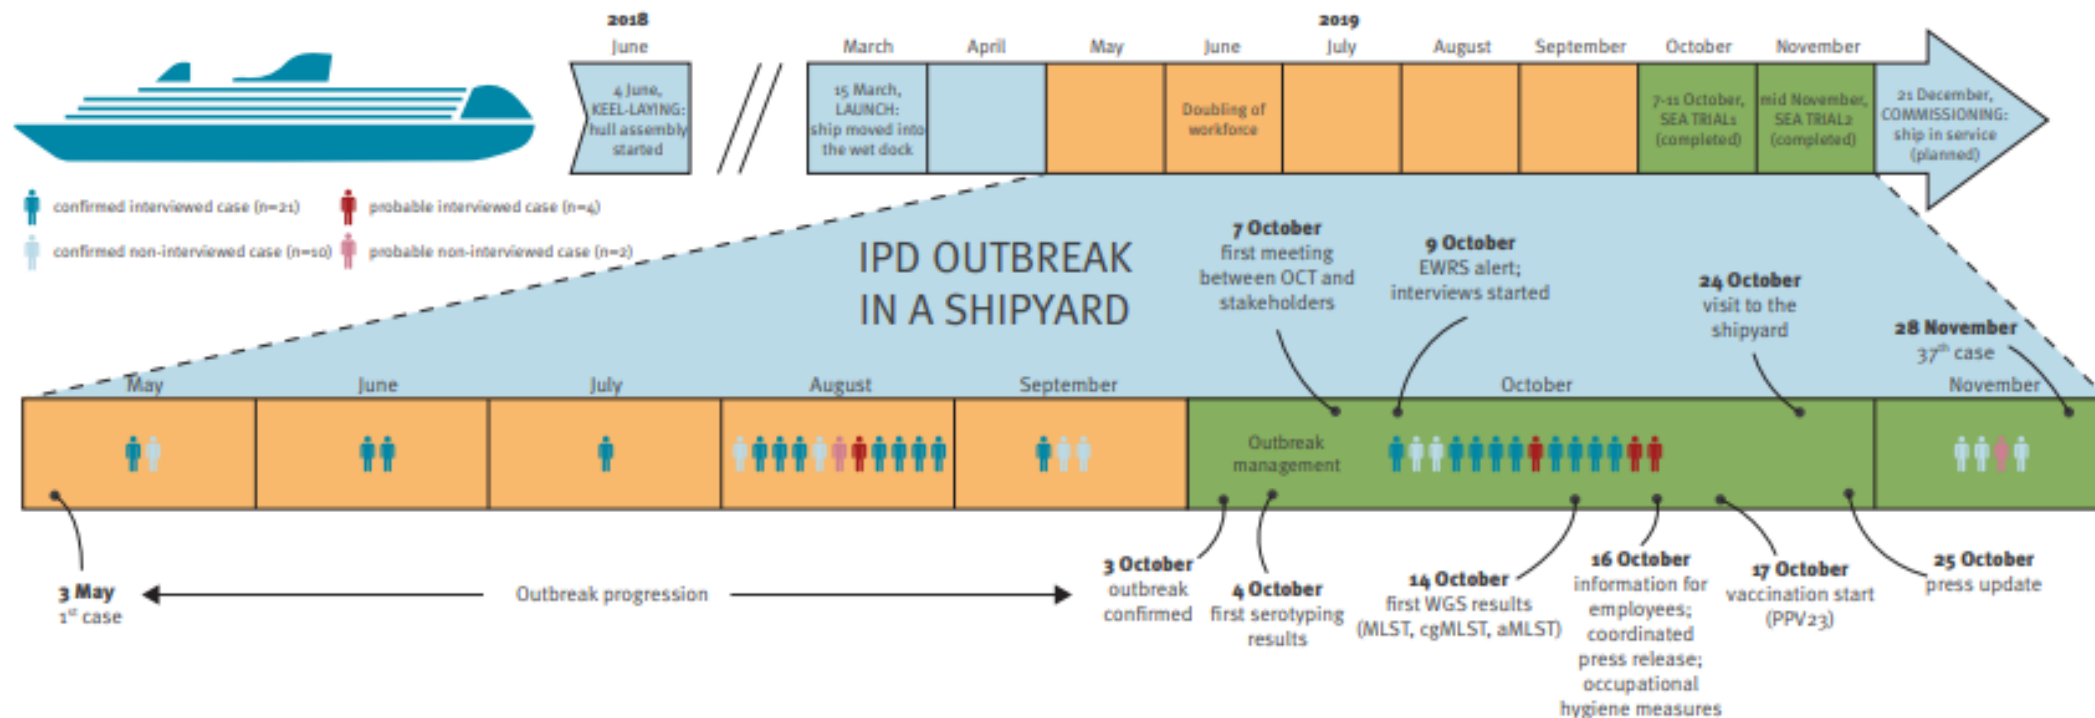 2018
2019
June
March
April
May
June
July
August
September
October
November
4 June,
KEEL-LAYING:
hull assembly
started
15 March,
LAUNCH:
ship moved into
the wet dock
Doubling of
workforce
7-11 October,
SEA TRIAL1
(completed)
mid November,
SEA TRIAL2
(completed)
21 December,
COMMISSIONING:
ship in service
(planned)
confirmed interviewed case (n=21)
probable interviewed case (n=4)
confirmed non-interviewed case (n=10)
probable non-interviewed case (n=2)
IPD OUTBREAK
IN A SHIPYARD
7 October
first meeting
between OCT and
stakeholders
9 October
EWRS alert;
interviews started
24 October
visit to the
shipyard
28 November
37th case
May
June
July
August
September
October
November
Outbreak
management
3 May
1st case
Outbreak progression
3 October
outbreak
confirmed
4 October
first serotyping
results
14 October
first WGS results
(MLST, cgMLST, aMLST)
16 October
information for
employees;
coordinated
press release;
occupational
hygiene measures
17 October
vaccination start
(PPV23)
25 October
press update